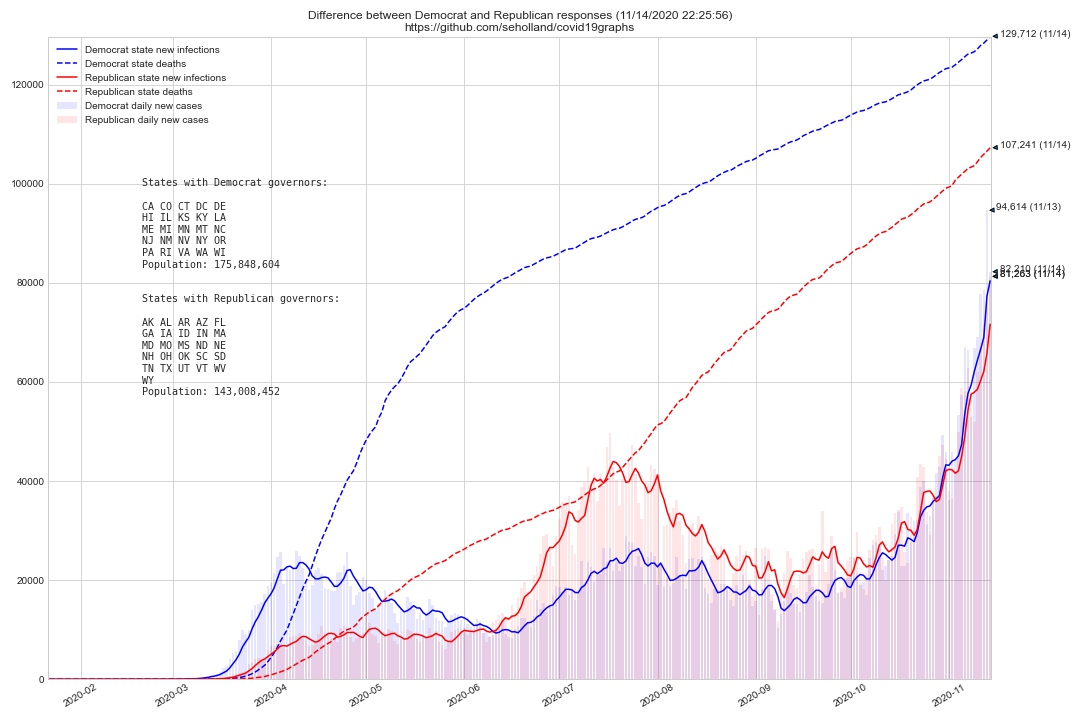 Difference between Democrat and Republican responses (11/14/2020 22:25:56)
https://github.com/seholland/covid19graphs
Democrat state new infections
Democrat state deaths
Republican state new infections
Republican state deaths
Democrat daily new cases
Republican daily new cases
States with Democrat governors:
CA CO CT DC DE
HI IL KS KY LA
ME MI MN MT NC
NJ NM NV NY OR
PA RI VA WA WI
Population: 175,848,604
States with Republican governors:
AK AL AR AZ FL
GA IA ID IN MA
MD MO MS ND NE
NH OH OK SC SD
TN TX UT VT WV
WY
Population: 143,008,452
129,712 (11/14)
107,241 (11/14)
94,614 (11/13)
(11/14)
(11/14)
120000
100000
80000
60000
40000
20000
0
2020-02
2020-03
2020-04
2020-05
2020-06
2020-07
2020-08
2020-09
2020-10
2020-11